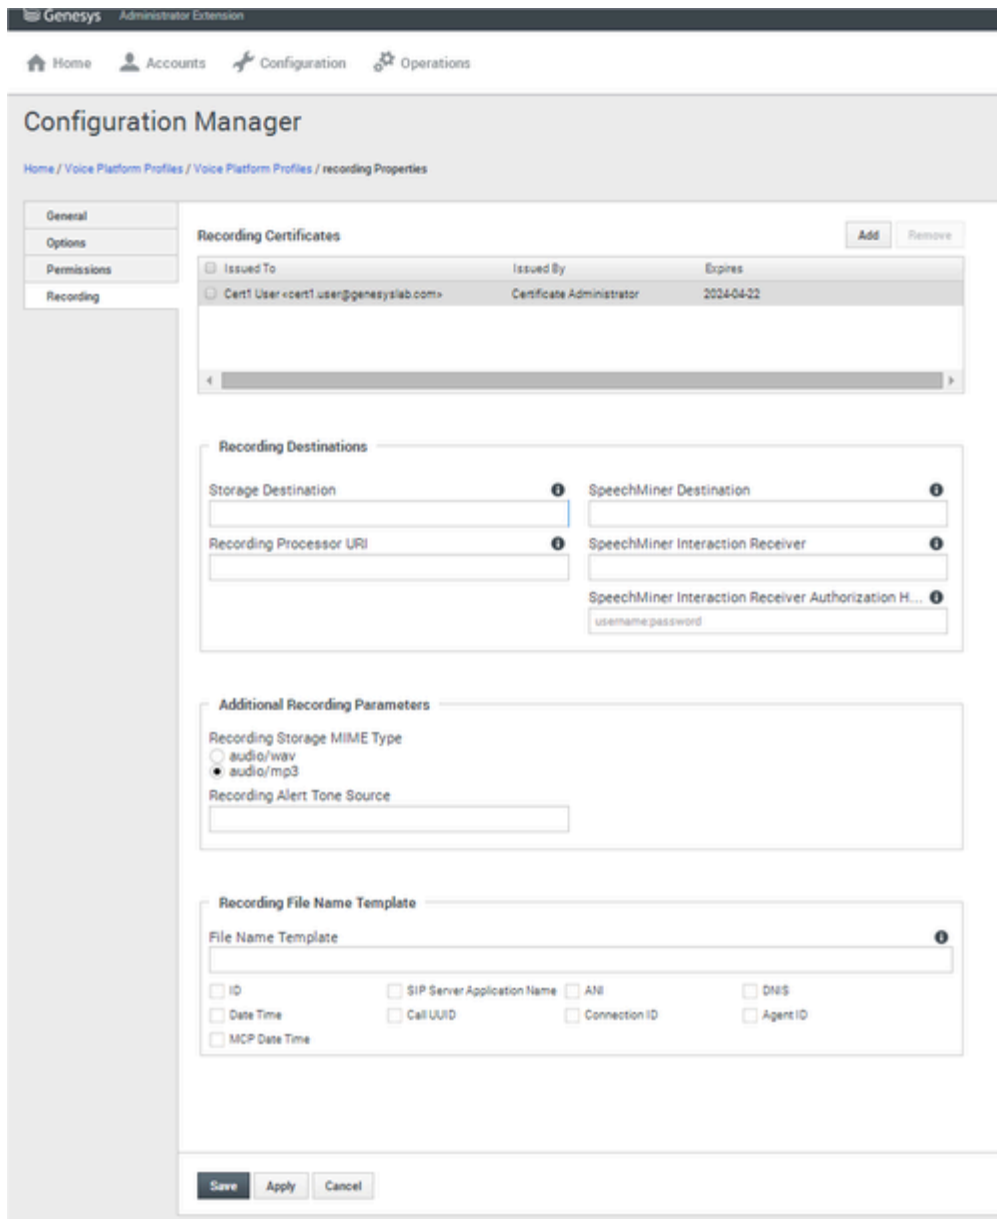 Genesys Administrator Extension
Home Accounts Configuration Operations
Configuration Manager
Home / Voice Platform Profiles / Voice Platform Profiles / recording Properties
General
Options
Permissions
Recording
Recording Certificates Add Remove
Issued To Issued By Expires
Cert1 User <cert1.user@genesyslab.com> Certificate Administrator 2024-04-22
Recording Destinations
Storage Destination SpeechMiner Destination
Recording Processor URI SpeechMiner Interaction Receiver
SpeechMiner Interaction Receiver Authorization H...
username:password
Additional Recording Parameters
Recording Storage MIME Type
audio/wav
audio/mp3
Recording Alert Tone Source
Recording File Name Template
File Name Template
ID SIP Server Application Name ANI DNIS
Date Time Call UUID Connection ID Agent ID
MCP Date Time
Save Apply Cancel